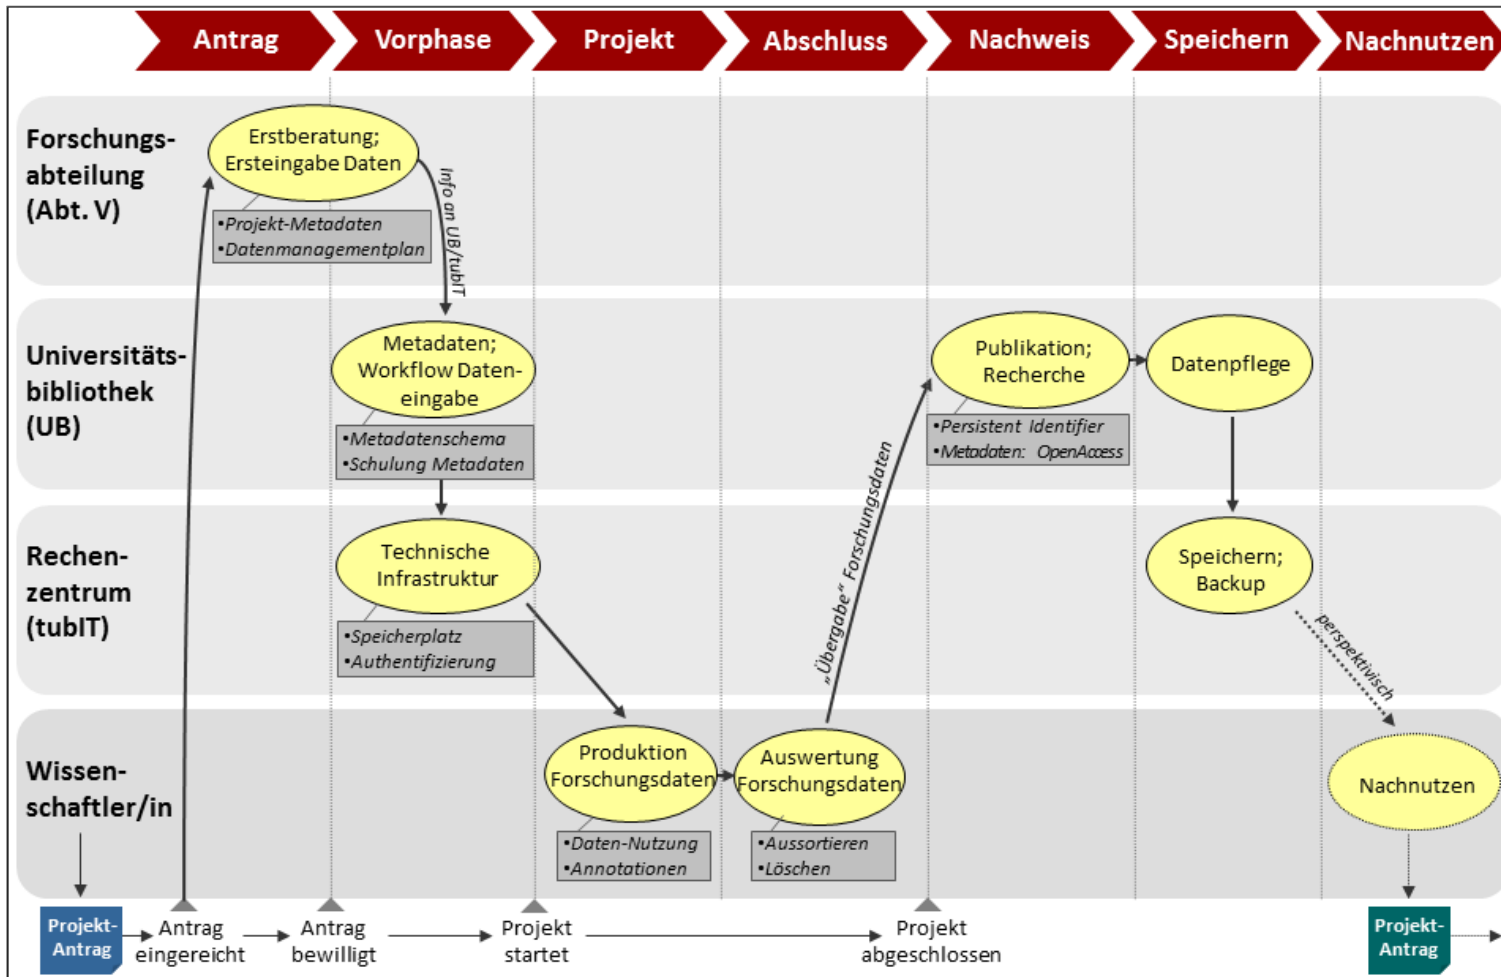 Antrag
Vorphase
Projekt
Abschluss
Nachweis
Speichern
Nachnutzen
Forschungs-
abteilung
(Abt. V)
Erstberatung;
Ersteingabe Daten
•Projekt-Metadaten
•Datenmanagementplan
Info an UB/tubIT
Universitäts-
bibliothek
(UB)
Metadaten;
Workflow Daten-
eingabe
•Metadatenschema
•Schulung Metadaten
Publikation;
Recherche
•Persistent Identifier
•Metadaten: OpenAccess
Datenpflege
Rechen-
zentrum
(tubIT)
Technische
Infrastruktur
•Speicherplatz
•Authentifizierung
„Übergabe“ Forschungsdaten
Speichern;
Backup
perspektivisch
Wissen-
schaftler/in
Produktion
Forschungsdaten
•Daten-Nutzung
•Annotationen
Auswertung
Forschungsdaten
•Aussortieren
•Löschen
Nachnutzen
Projekt-
Antrag
Antrag
eingereicht
Antrag
bewilligt
Projekt
startet
Projekt
abgeschlossen
Projekt-
Antrag